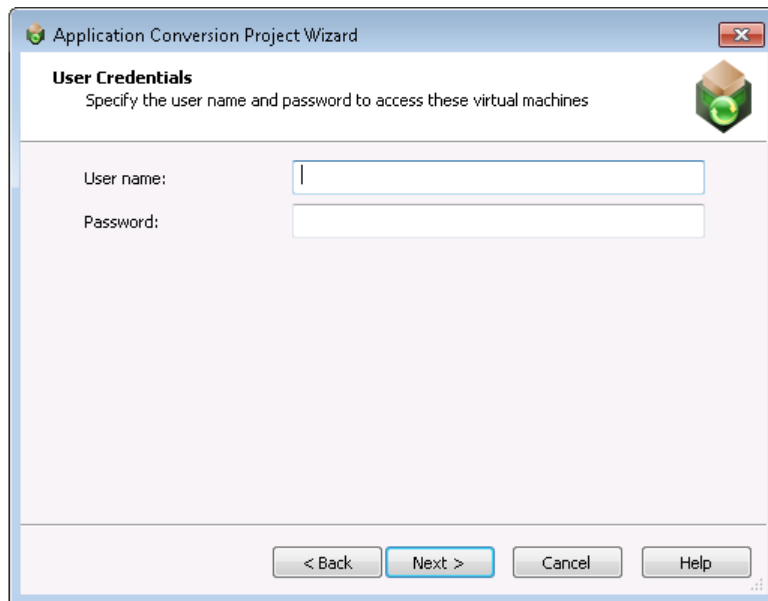 Application Conversion Project Wizard
User Credentials
Specify the user name and password to access these virtual machines
User name:
Password:
< Back
Next >
Cancel
Help